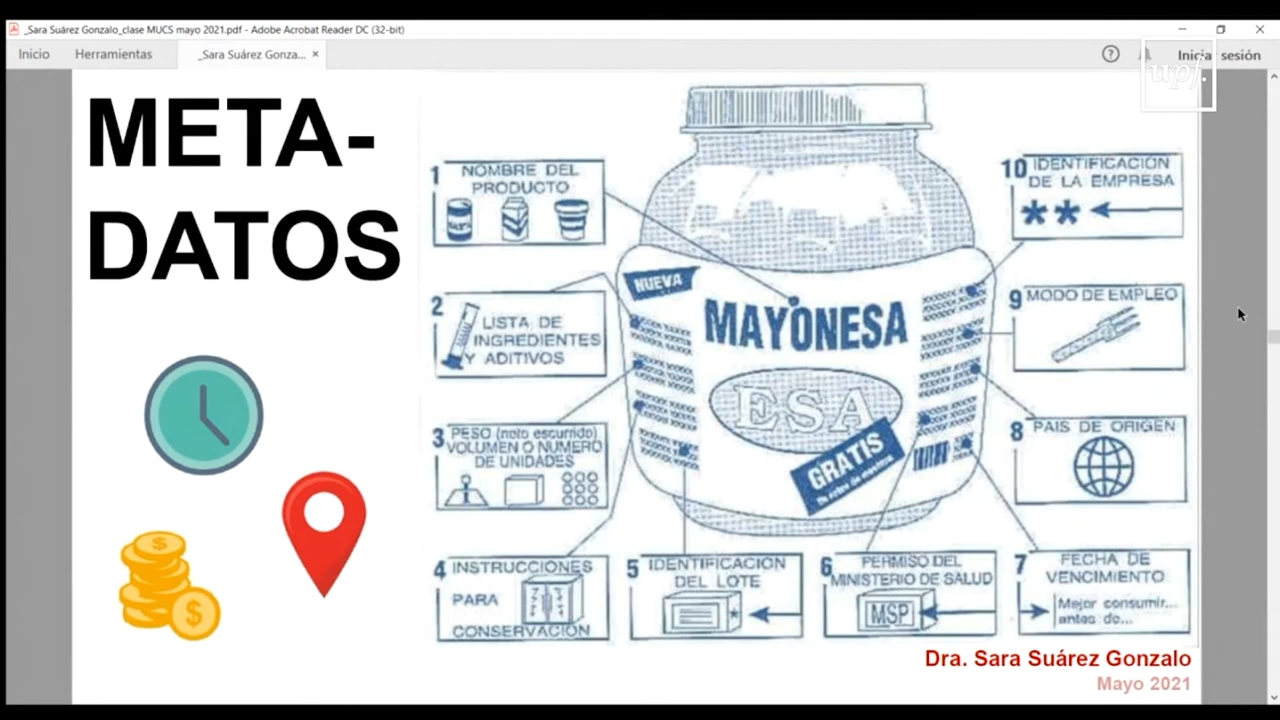 _Sara Suárez Gonzalo_clase MUCS mayo 2021.pdf - Adobe Acrobat Reader DC (32-bit)
Inicio
Herramientas
_Sara Suárez Gonza...
Inicia sesión
upf.
META-
DATOS
1 NOMBRE DEL
PRODUCTO
2 LISTA DE
INGREDIENTES
Y ADITIVOS
3 PESO (neto escurrido)
VOLUMEN O NUMERO
DE UNIDADES
4 INSTRUCCIONES
PARA
CONSERVACION
5 IDENTIFICACION
DEL LOTE
6 PERMISO DEL
MINISTERIO DE SALUD
MSP
7 FECHA DE
VENCIMIENTO
Mejor consumir...
antes de...
8 PAIS DE ORIGEN
9 MODO DE EMPLEO
10 IDENTIFICACION
DE LA EMPRESA
**
NUEVA
MAYONESA
ESA
GRATIS
Dra. Sara Suárez Gonzalo
Mayo 2021